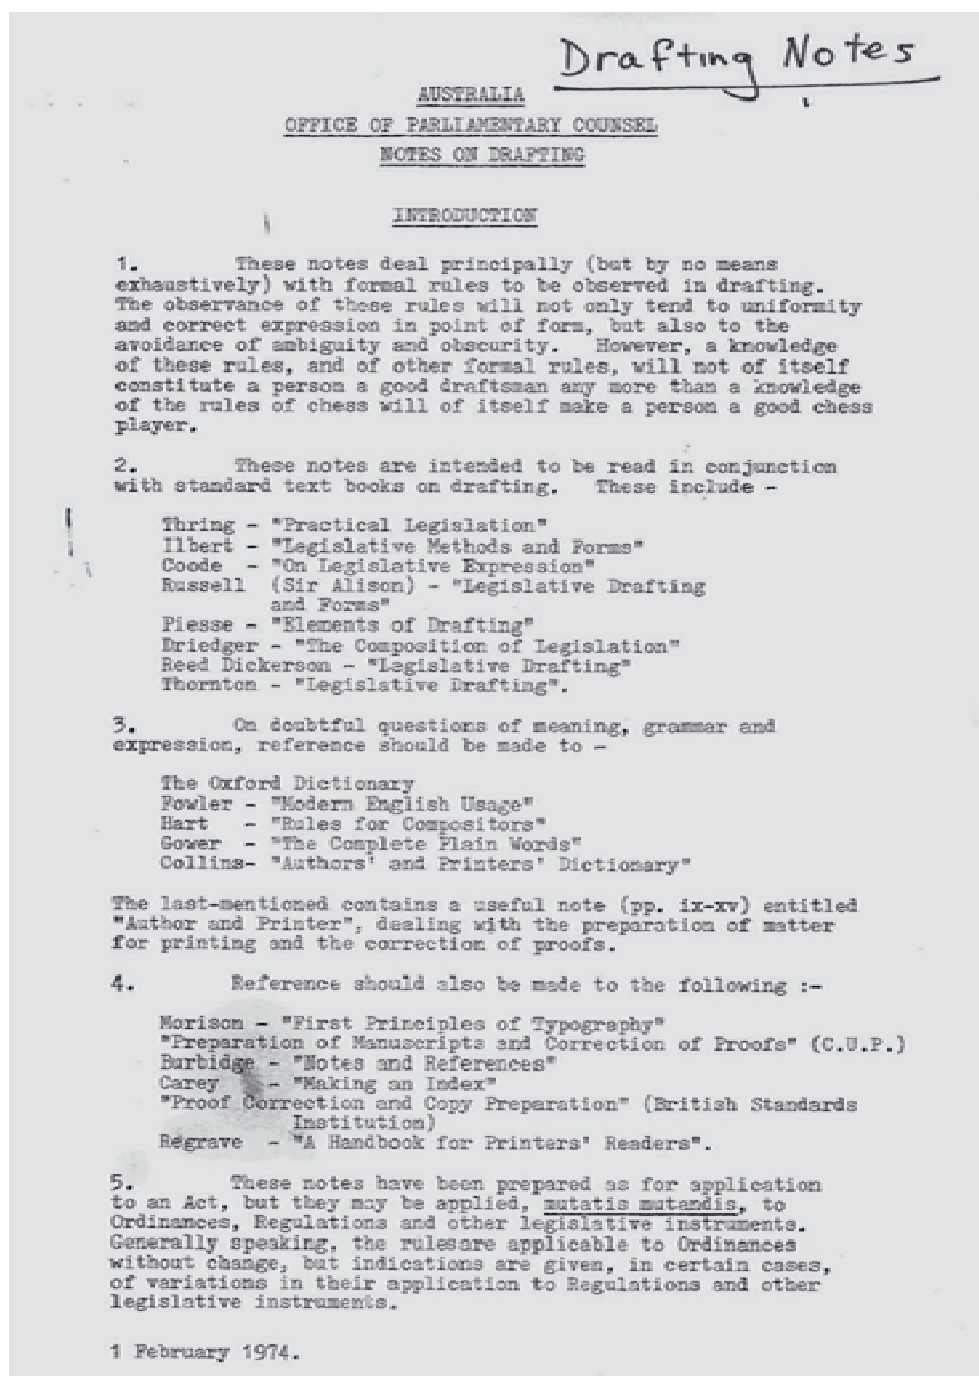 Drafting Notes
AUSTRALIA
OFFICE OF PARLIAMENTARY COUNSEL
NOTES ON DRAFTING
INTRODUCTION
1. These notes deal principally (but by no means
exhaustively) with formal rules to be observed in drafting.
The observance of these rules will not only tend to uniformity
and correct expression in point of form, but also to the
avoidance of ambiguity and obscurity. However, a knowledge
of these rules, and of other formal rules, will not of itself
constitute a person a good draftsman any more than a knowledge
of the rules of chess will of itself make a person a good chess
player.
2. These notes are intended to be read in conjunction
with standard text books on drafting. These include -
Thring - "Practical Legislation"
Ilbert - "Legislative Methods and Forms"
Coode - "On Legislative Expression"
Russell (Sir Alison) - "Legislative Drafting
and Forms"
Piesse - "Elements of Drafting"
Driedger - "The Composition of Legislation"
Reed Dickerson - "Legislative Drafting"
Thornton - "Legislative Drafting".
3. On doubtful questions of meaning, grammar and
expression, reference should be made to -
The Oxford Dictionary
Fowler - "Modern English Usage"
Hart - "Rules for Compositors"
Gower - "The Complete Plain Words"
Collins- "Authors' and Printers' Dictionary"
The last-mentioned contains a useful note (pp. ix-xv) entitled
"Author and Printer", dealing with the preparation of matter
for printing and the correction of proofs.
4. Reference should also be made to the following :-
Morison - "First Principles of Typography"
"Preparation of Manuscripts and Correction of Proofs" (C.U.P.)
Burbidge - "Notes and References"
Carey - "Making an Index"
"Proof Correction and Copy Preparation" (British Standards
Institution)
Regrave - "A Handbook for Printers' Readers".
5. These notes have been prepared as for application
to an Act, but they may be applied, mutatis mutandis, to
Ordinances, Regulations and other legislative instruments.
Generally speaking, the rulesare applicable to Ordinances
without change, but indications are given, in certain cases,
of variations in their application to Regulations and other
legislative instruments.
1 February 1974.